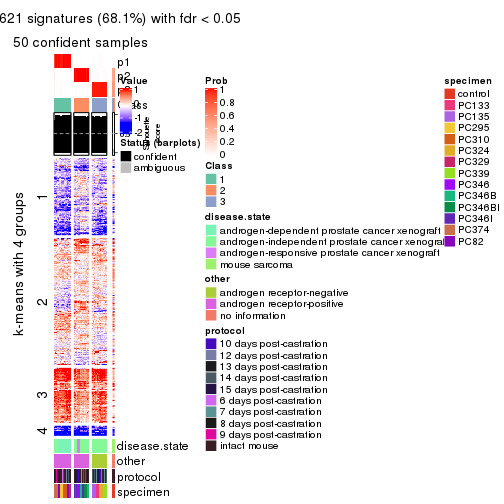 621 signatures (68.1%) with fdr < 0.05
50 confident samples
p1
p2
Class
k-means with 4 groups
1
2
3
4
disease.state
other
protocol
specimen
Value
1
-1
-2
Silhouette
score
Status (barplots)
confident
ambiguous
Prob
1
0.8
0.6
0.4
0.2
0
Class
1
2
3
disease.state
androgen-dependent prostate cancer xenograft
androgen-independent prostate cancer xenograft
androgen-responsive prostate cancer xenograft
mouse sarcoma
other
androgen receptor-negative
androgen receptor-positive
no information
protocol
10 days post-castration
12 days post-castration
13 days post-castration
14 days post-castration
15 days post-castration
6 days post-castration
7 days post-castration
8 days post-castration
9 days post-castration
intact mouse
specimen
control
PC133
PC135
PC295
PC310
PC324
PC329
PC339
PC346
PC346B
PC346BI
PC346I
PC374
PC82